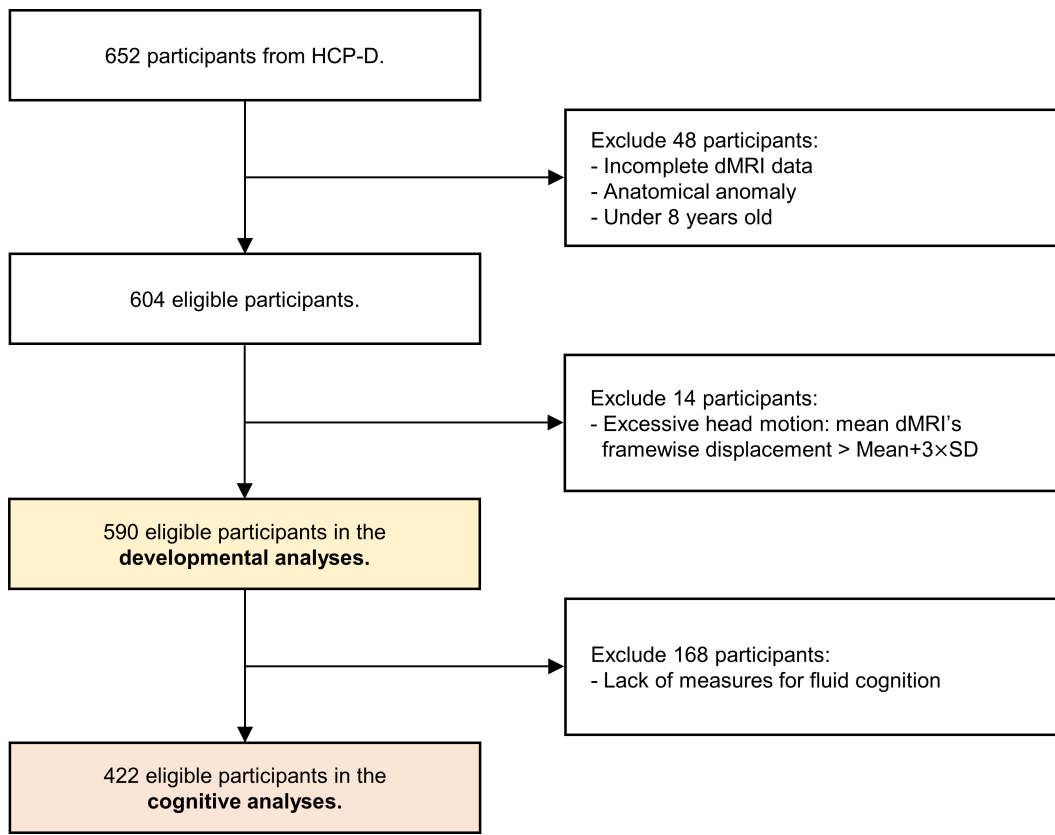 652 participants from HCP-D.
Exclude 48 participants:
- Incomplete dMRI data
- Anatomical anomaly
- Under 8 years old
604 eligible participants.
Exclude 14 participants:
- Excessive head motion: mean dMRI’s
framewise displacement > Mean+3×SD
590 eligible participants in the
developmental analyses.
Exclude 168 participants:
- Lack of measures for fluid cognition
422 eligible participants in the
cognitive analyses.